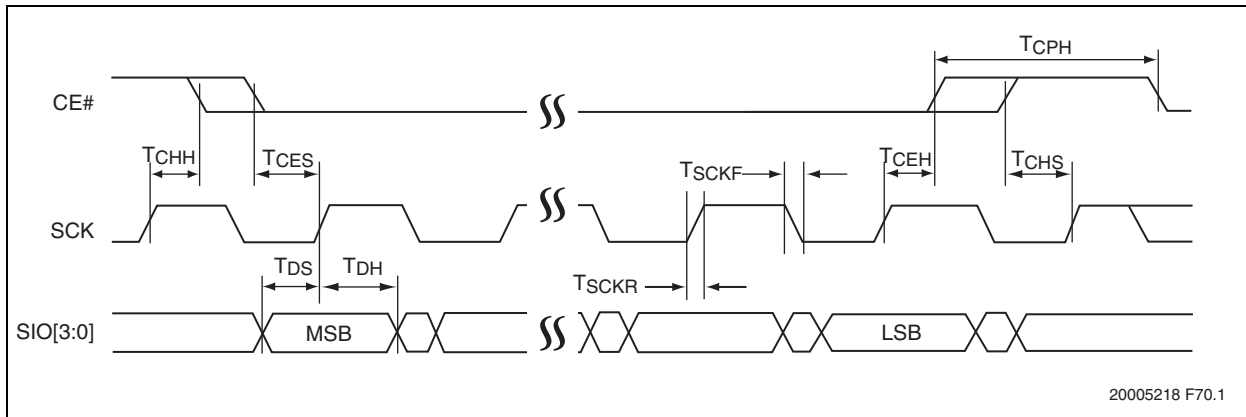 TCPH
CE#
TCHH
TCES
TSCKF
TCEH
TCHS
SCK
TDS
TDH
TSCKR
SIO[3:0]
MSB
LSB
20005218 F70.1